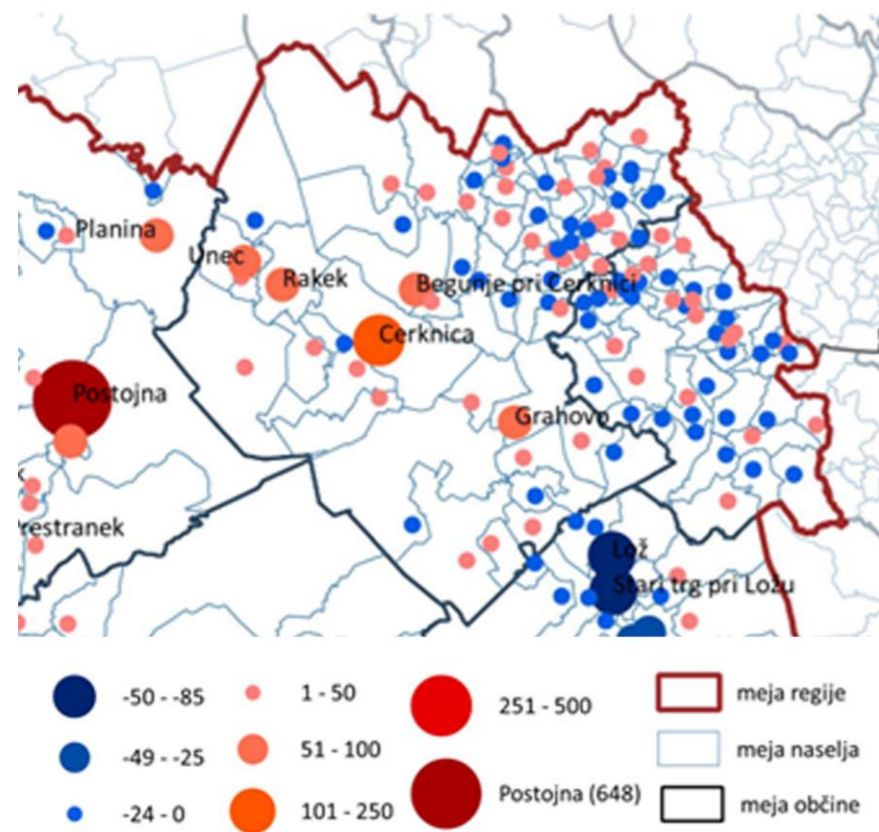 Planina
Unec
Rakek
Begunje pri Cerknici
Cerknica
Postojna
Grahovo
restranek
Lož
Stari trg pri Ložu
-50 - -85
-49 - -25
-24 - 0
1 - 50
51 - 100
101 - 250
251 - 500
Postojna (648)
meja regije
meja naselja
meja občine